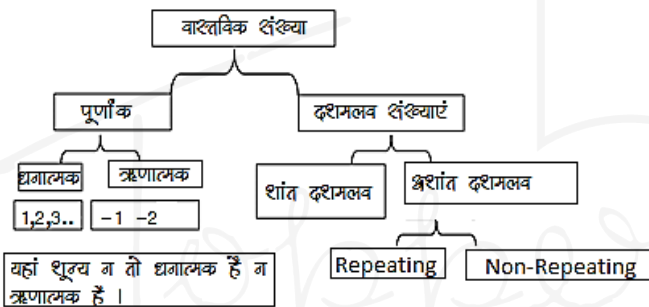 वास्तविक संख्या
पूर्णांक
दशमलव संख्याएं
धनात्मक
ऋणात्मक
शांत दशमलव
अशांत दशमलव
1,2,3..
-1 -2
यहां शून्य न तो धनात्मक है न
ऋणात्मक है ।
Repeating
Non-Repeating